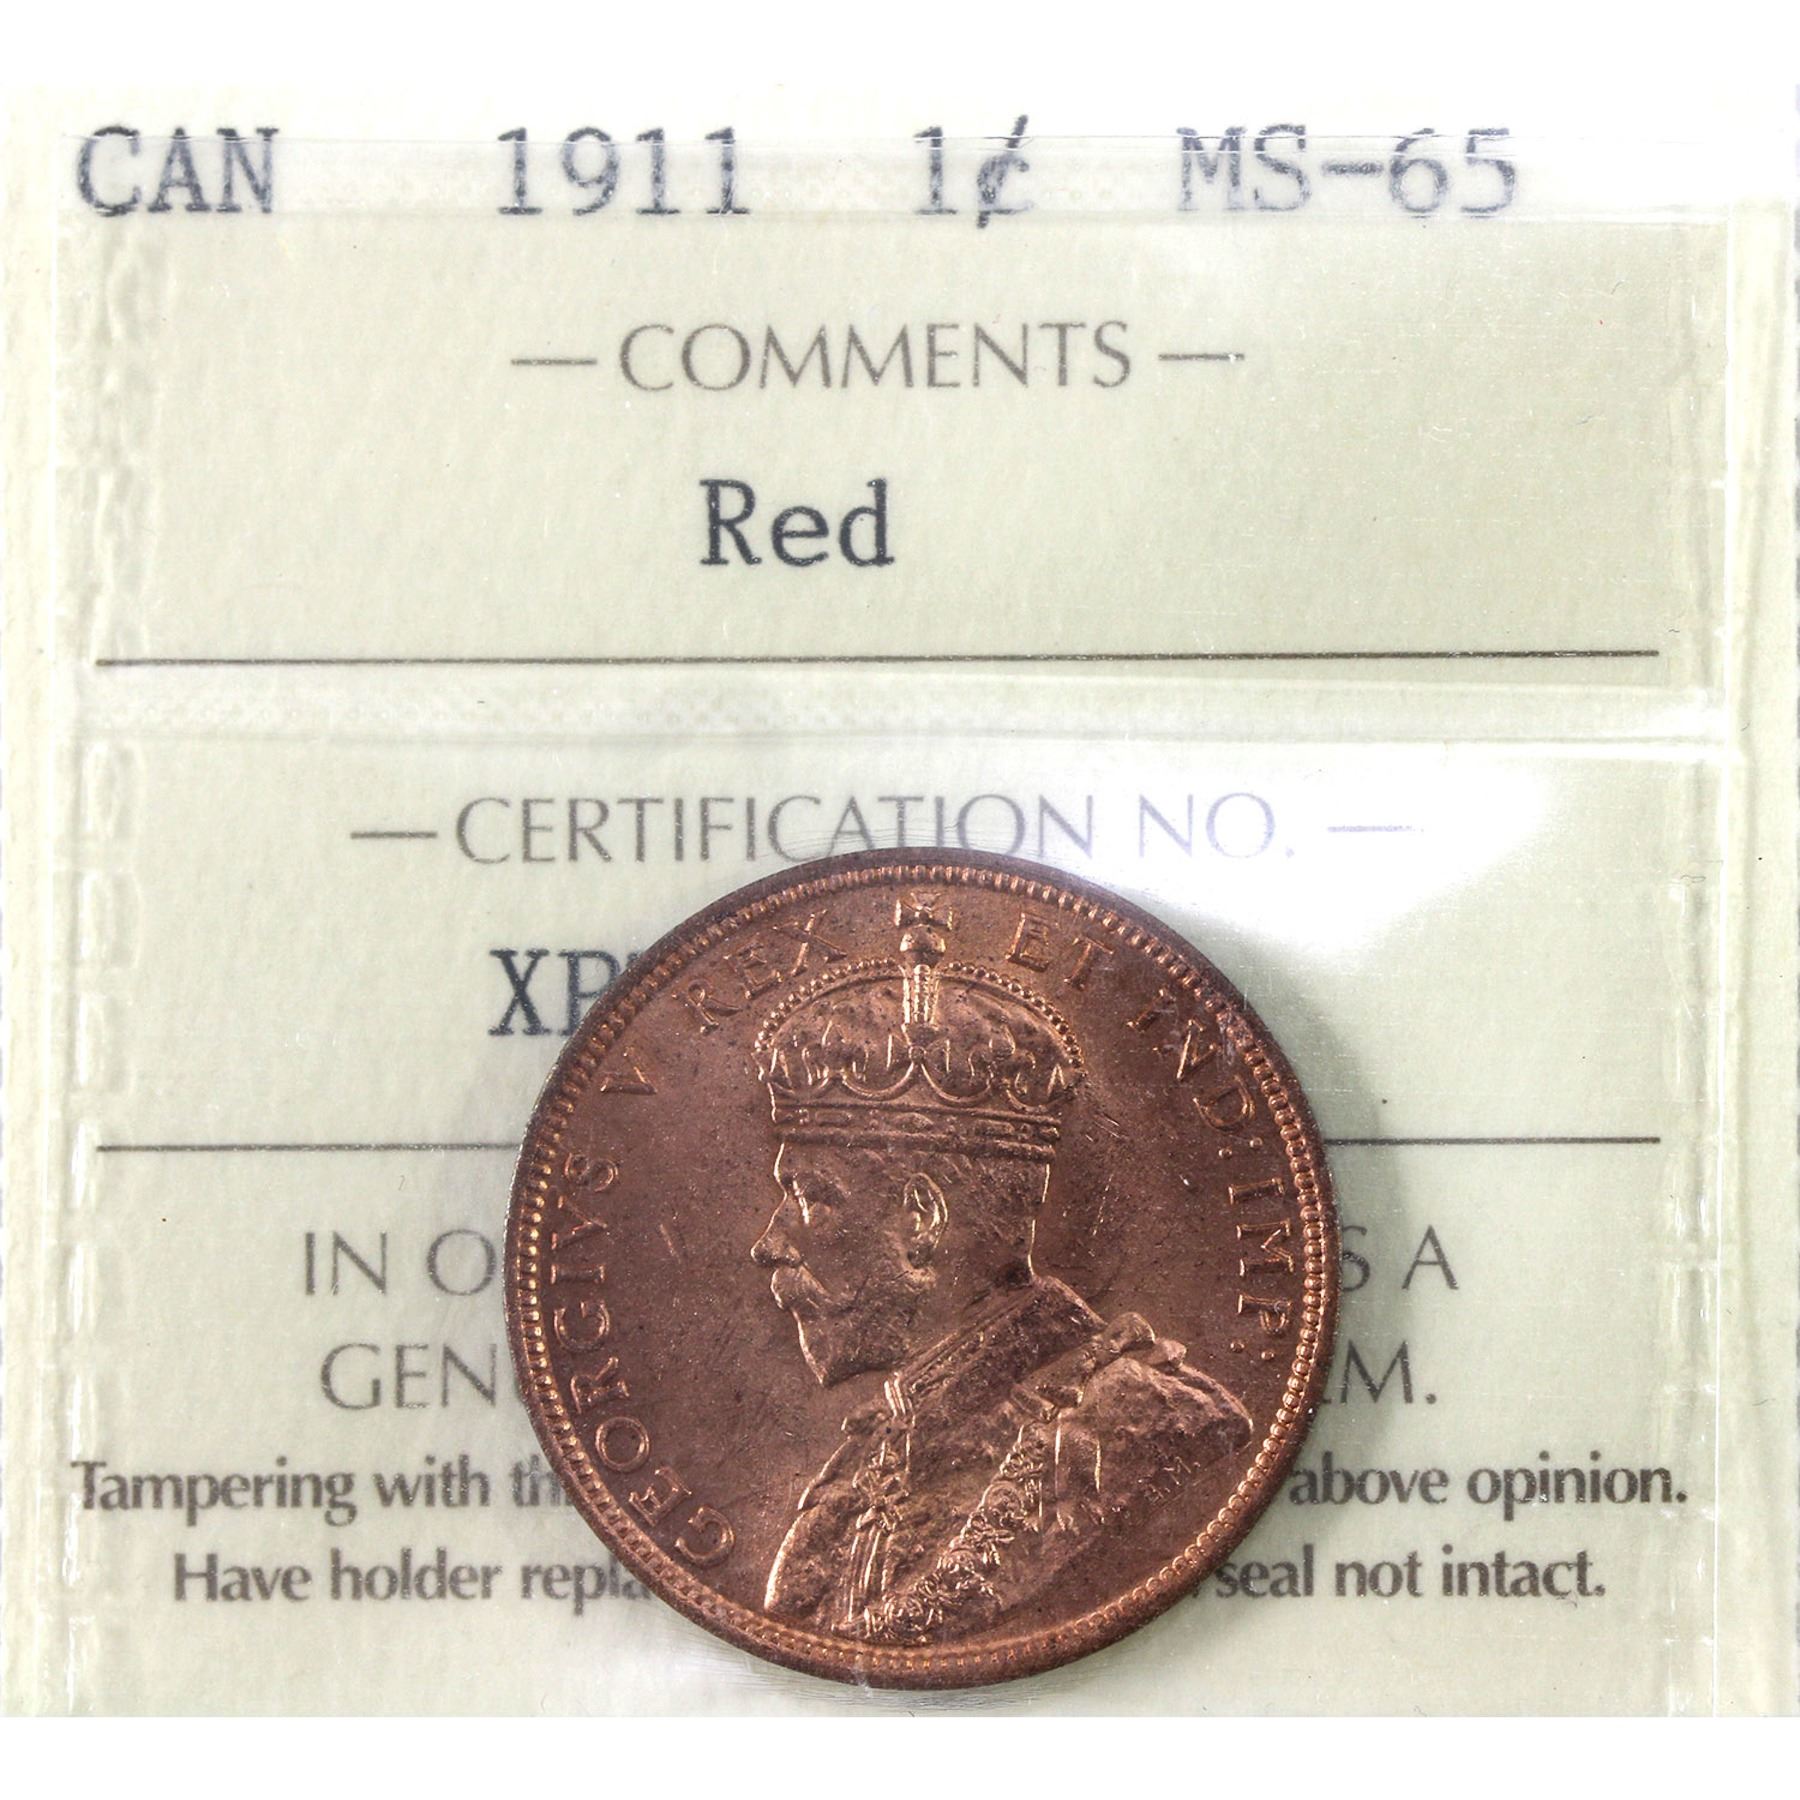 CAN 1911 1¢ MS-65
— COMMENTS —
Red
— CERTIFICATION NO. —
XP
IN O S A
GEN .M.
Tampering with th above opinion.
Have holder repla seal not intact.
GEORGIVS V REX ET IND: IMP:
B.M.